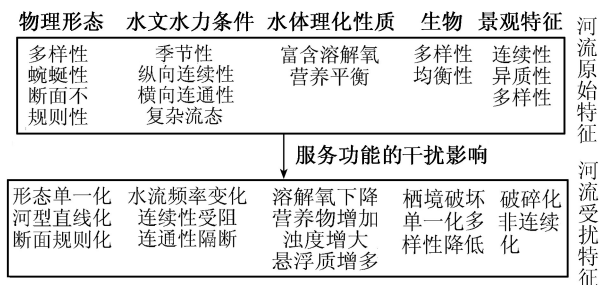 物理形态 水文水力条件 水体理化性质 生物 景观特征
多样性 季节性 富含溶解氧 多样性 连续性
蜿蜒性 纵向连续性 营养平衡 均衡性 异质性
断面不 横向连通性 多样性
规则性 复杂流态
河流原始特征
服务功能的干扰影响
形态单一化 水流频率变化 溶解氧下降 栖境破坏 破碎化
河型直线化 连续性受阻 营养物增加 单一化多 非连续
断面规则化 连通性隔断 浊度增大 样性降低 化
悬浮质增多
河流受扰特征